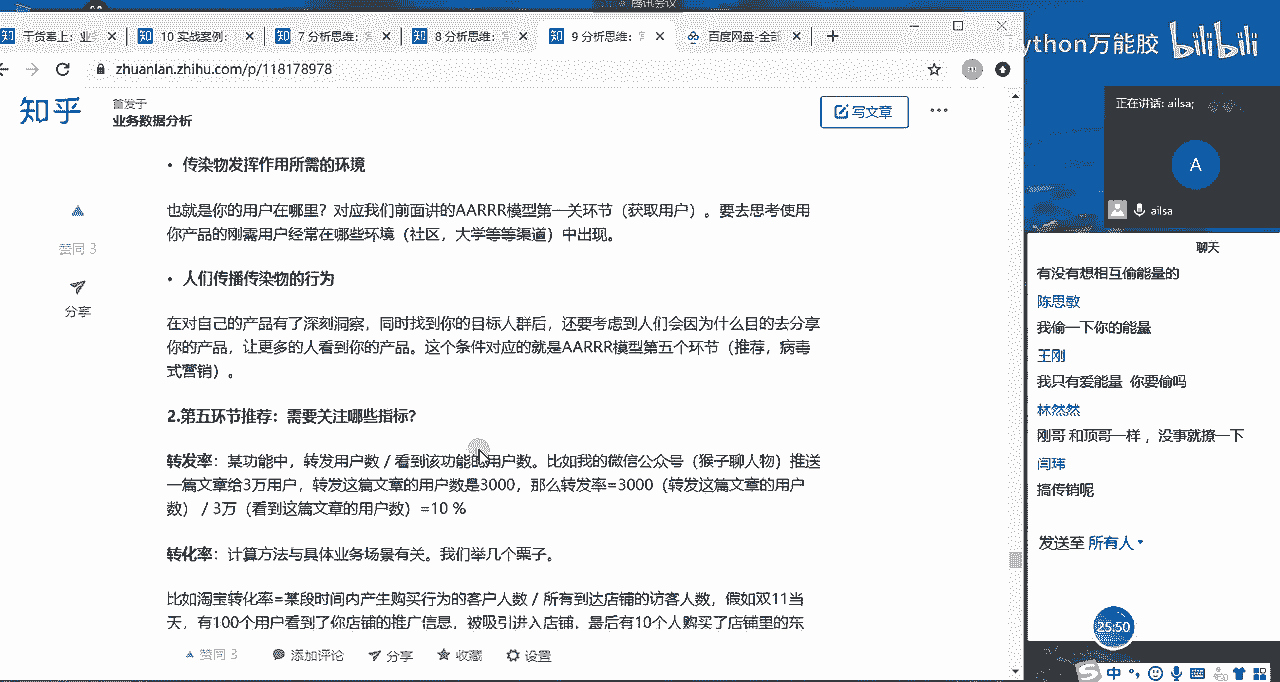 腾讯会议
知 干货奉上：业务
知 10 实战案例：
知 7 分析思维：
知 8 分析思维：
知 9 分析思维：
百度网盘-全部
zhuanlan.zhihu.com/p/118178978
知乎
首发于
业务数据分析
写文章
• 传染物发挥作用所需的环境
也就是你的用户在哪里？对应我们前面讲的AARRR模型第一关环节（获取用户）。要去思考使用
你产品的刚需用户经常在哪些环境（社区，大学等等渠道）中出现。
• 人们传播传染物的行为
在对自己的产品有了深刻洞察，同时找到你的目标人群后，还要考虑到人们会因为什么目的去分享
你的产品，让更多的人看到你的产品。这个条件对应的就是AARRR模型第五个环节（推荐，病毒
式营销）。
2.第五环节推荐：需要关注哪些指标？
转发率：某功能中，转发用户数 / 看到该功能的用户数。比如我的微信公众号（猴子聊人物）推送
一篇文章给3万用户，转发这篇文章的用户数是3000，那么转发率=3000（转发这篇文章的用户
数） / 3万（看到这篇文章的用户数）=10 %
转化率：计算方法与具体业务场景有关。我们举几个栗子。
比如淘宝转化率=某段时间内产生购买行为的客户人数 / 所有到达店铺的访客人数，假如双11当
天，有100个用户看到了你店铺的推广信息，被吸引进入店铺，最后有10个人购买了店铺里的东
赞同 3
分享
赞同 3
添加评论
分享
收藏
设置
ython万能胶 bilibili
正在讲话: ailsa;
A
ailsa
聊天
有没有想相互偷能量的
陈思敏
我偷一下你的能量
王刚
我只有爱能量 你要偷吗
林然然
刚哥 和顶哥一样 ，没事就撩一下
闫玮
搞传销呢
发送至 所有人
25:50
中